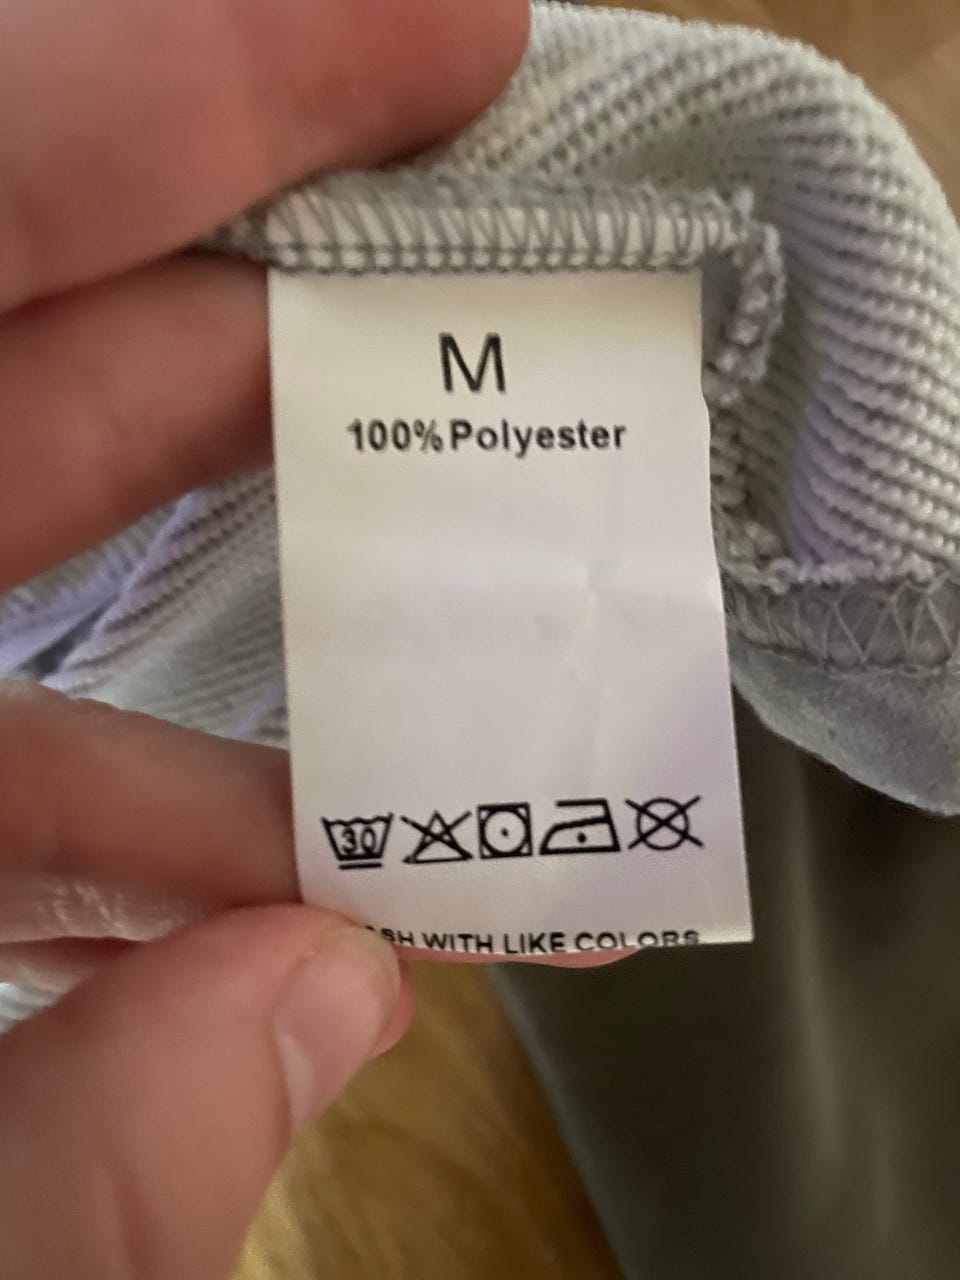 M
100% Polyester
30
WITH LIKE COLORS